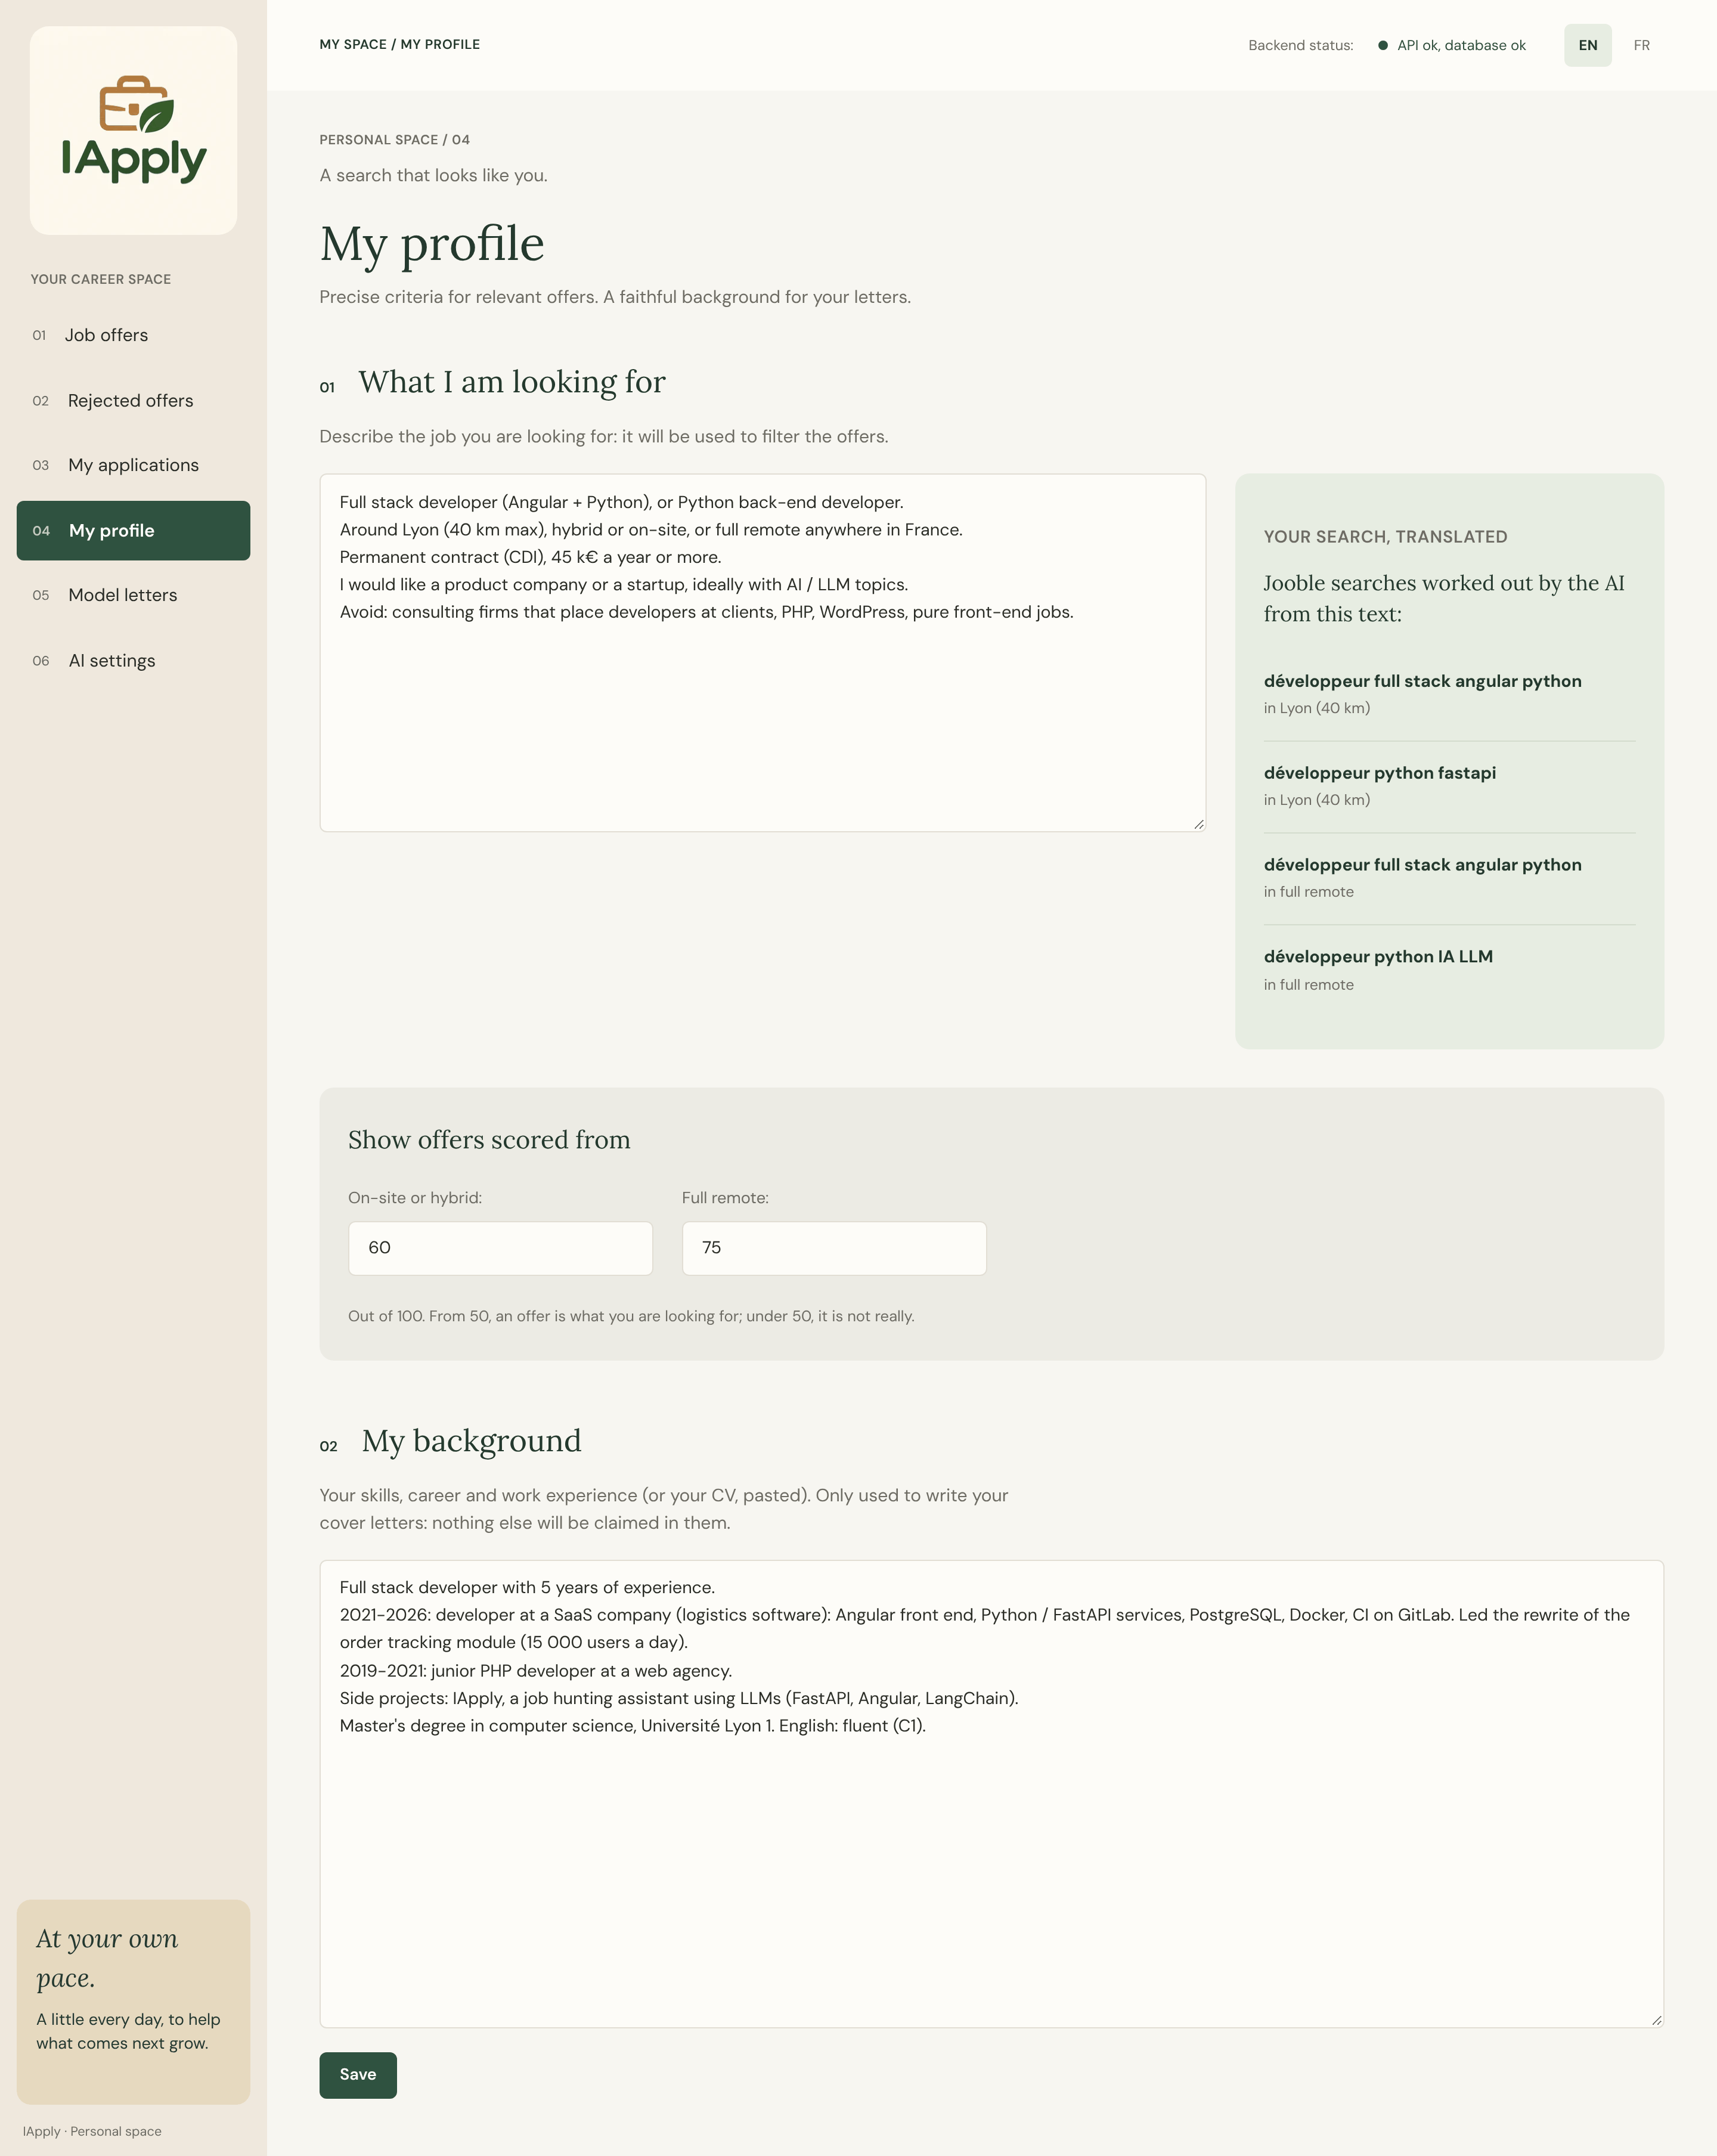 IApply
YOUR CAREER SPACE
01 Job offers
02 Rejected offers
03 My applications
04 My profile
05 Model letters
06 AI settings
At your own
pace.
A little every day, to help
what comes next grow.
IApply · Personal space
MY SPACE / MY PROFILE
Backend status: API ok, database ok EN FR
PERSONAL SPACE / 04
A search that looks like you.
My profile
Precise criteria for relevant offers. A faithful background for your letters.
01 What I am looking for
Describe the job you are looking for: it will be used to filter the offers.
Full stack developer (Angular + Python), or Python back-end developer.
Around Lyon (40 km max), hybrid or on-site, or full remote anywhere in France.
Permanent contract (CDI), 45 k€ a year or more.
I would like a product company or a startup, ideally with AI / LLM topics.
Avoid: consulting firms that place developers at clients, PHP, WordPress, pure front-end jobs.
YOUR SEARCH, TRANSLATED
Jooble searches worked out by the AI
from this text:
développeur full stack angular python
in Lyon (40 km)
développeur python fastapi
in Lyon (40 km)
développeur full stack angular python
in full remote
développeur python IA LLM
in full remote
Show offers scored from
On-site or hybrid: Full remote:
60 75
Out of 100. From 50, an offer is what you are looking for; under 50, it is not really.
02 My background
Your skills, career and work experience (or your CV, pasted). Only used to write your
cover letters: nothing else will be claimed in them.
Full stack developer with 5 years of experience.
2021-2026: developer at a SaaS company (logistics software): Angular front end, Python / FastAPI services, PostgreSQL, Docker, CI on GitLab. Led the rewrite of the
order tracking module (15 000 users a day).
2019-2021: junior PHP developer at a web agency.
Side projects: IApply, a job hunting assistant using LLMs (FastAPI, Angular, LangChain).
Master's degree in computer science, Université Lyon 1. English: fluent (C1).
Save